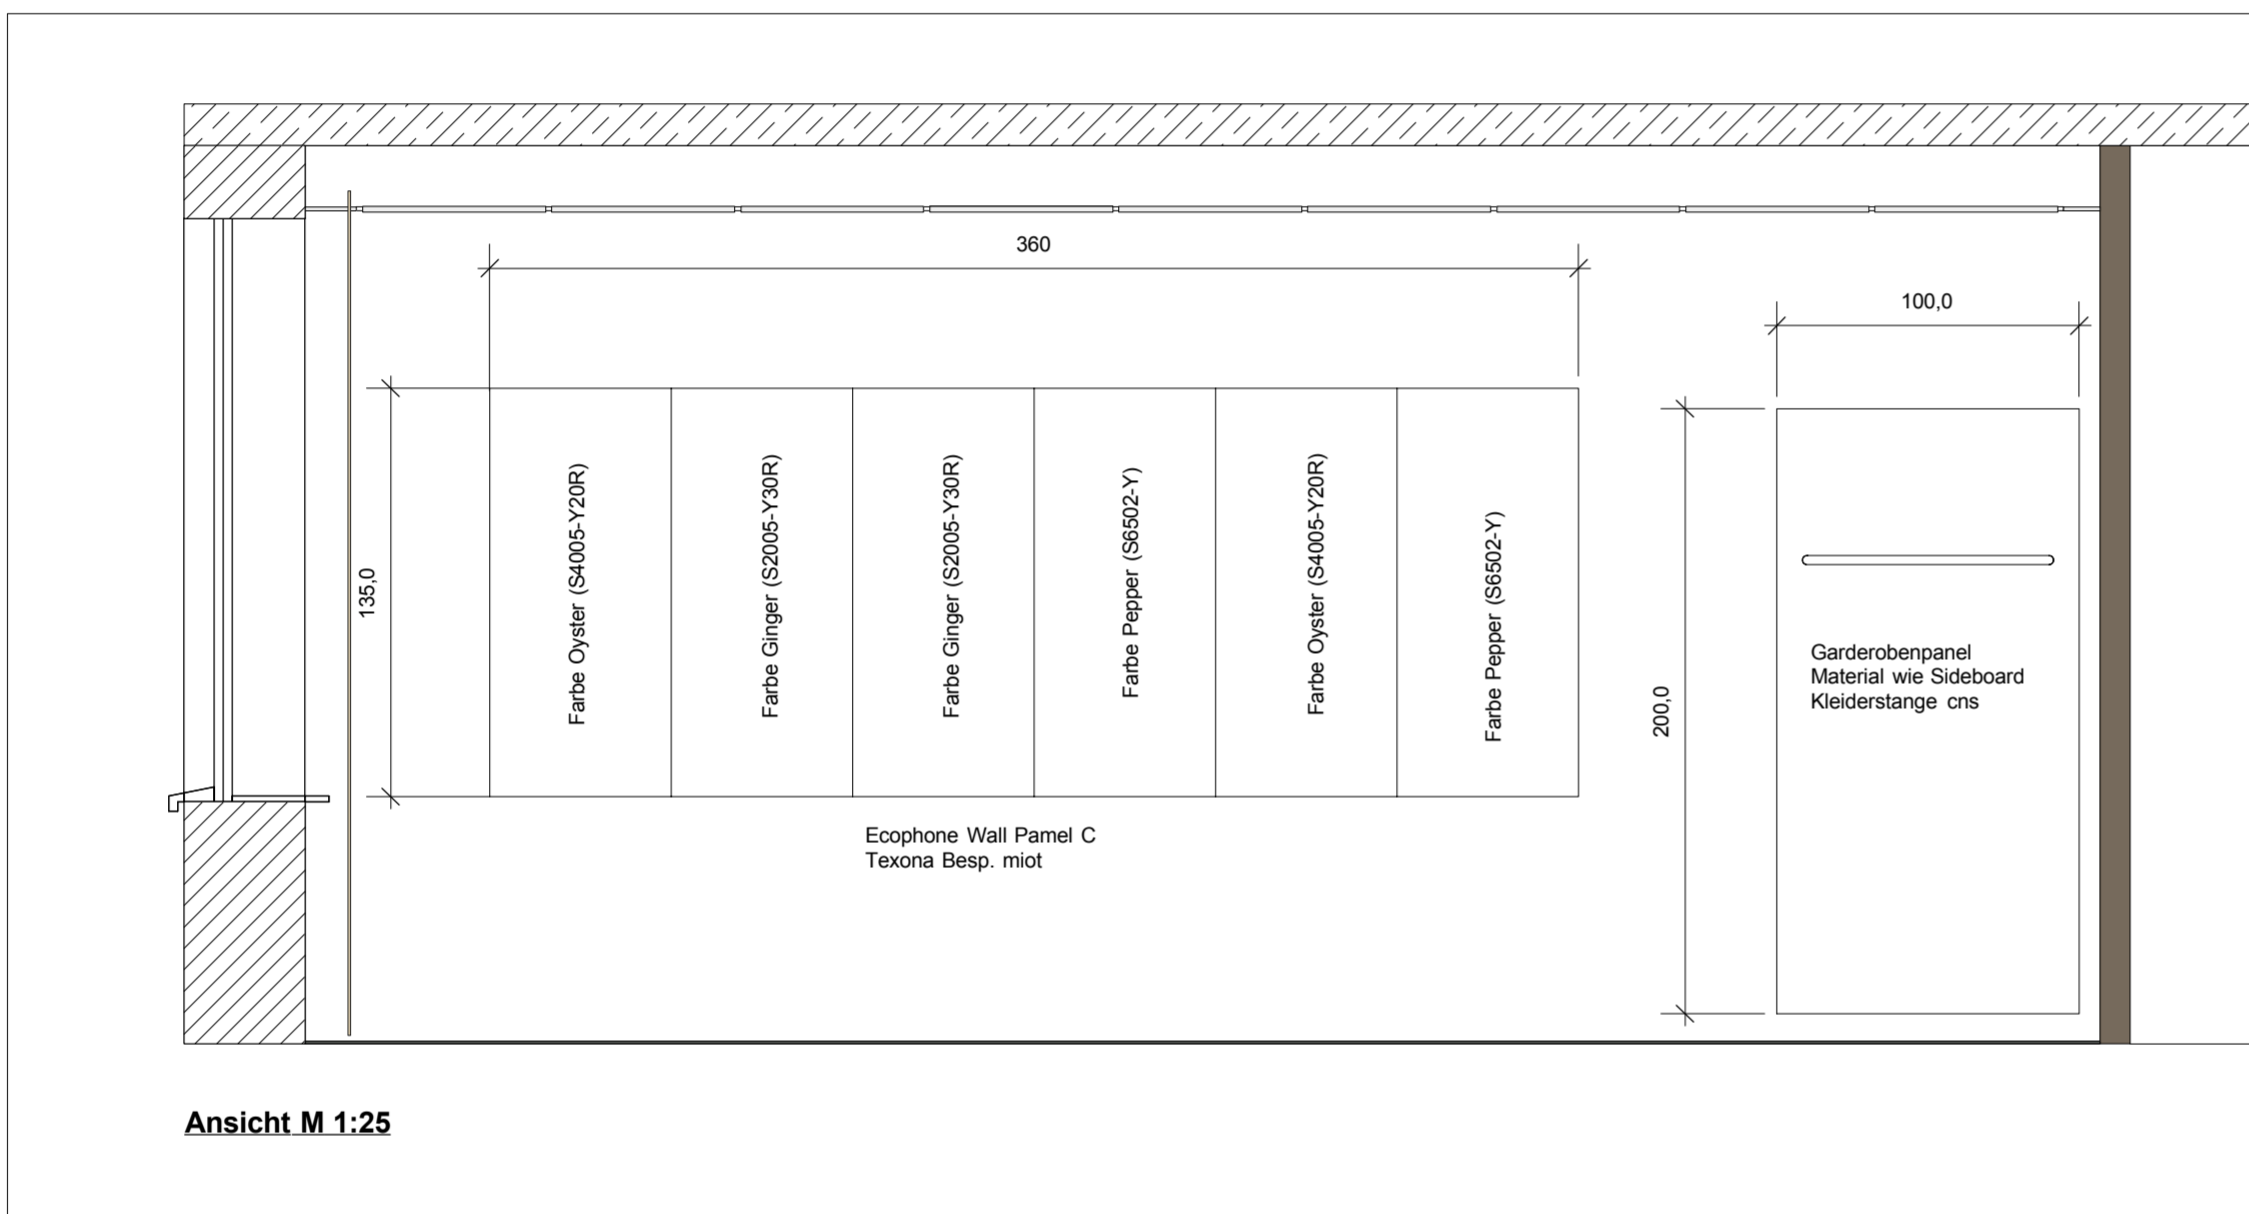 360
100,0
135,0
Farbe Oyster (S4005-Y20R)
Farbe Ginger (S2005-Y30R)
Farbe Ginger (S2005-Y30R)
Farbe Pepper (S6502-Y)
Farbe Oyster (S4005-Y20R)
Farbe Pepper (S6502-Y)
200,0
Garderobenpanel
Material wie Sideboard
Kleiderstange cns
Ecophone Wall Pamel C
Texona Besp. miot
Ansicht M 1:25